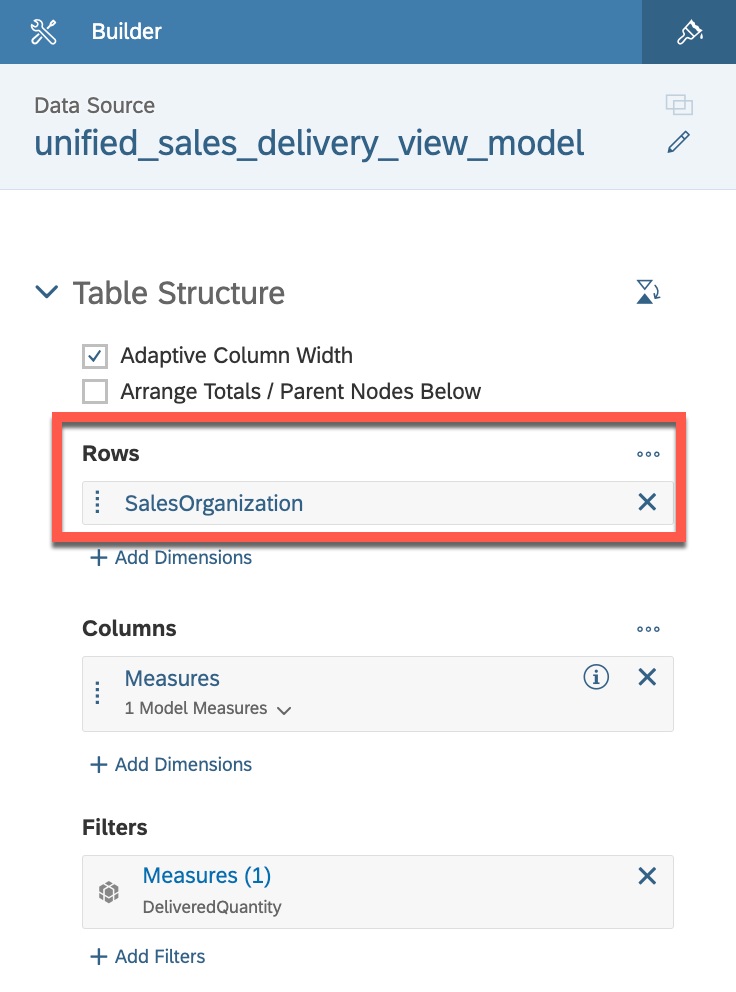 Builder
Data Source
unified_sales_delivery_view_model
Table Structure
Adaptive Column Width
Arrange Totals / Parent Nodes Below
Rows
SalesOrganization
Add Dimensions
Columns
Measures
1 Model Measures
Add Dimensions
Filters
Measures (1)
DeliveredQuantity
Add Filters